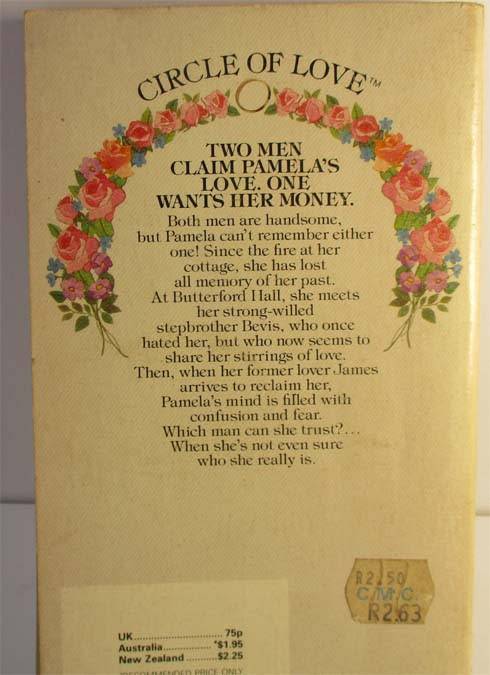 CIRCLE OF LOVE™
TWO MEN
CLAIM PAMELA'S
LOVE. ONE
WANTS HER MONEY.
Both men are handsome,
but Pamela can't remember either
one! Since the fire at her
cottage, she has lost
all memory of her past.
At Butterford Hall, she meets
her strong-willed
stepbrother Bevis, who once
hated her, but who now seems to
share her stirrings of love.
Then, when her former lover James
arrives to reclaim her,
Pamela's mind is filled with
confusion and fear.
Which man can she trust?...
When she's not even sure
who she really is.
R2,50
C.M.C.
R2.63
UK.............................. 75p
Australia................ *$1.95
New Zealand ..........$2.25
*RECOMMENDED PRICE ONLY